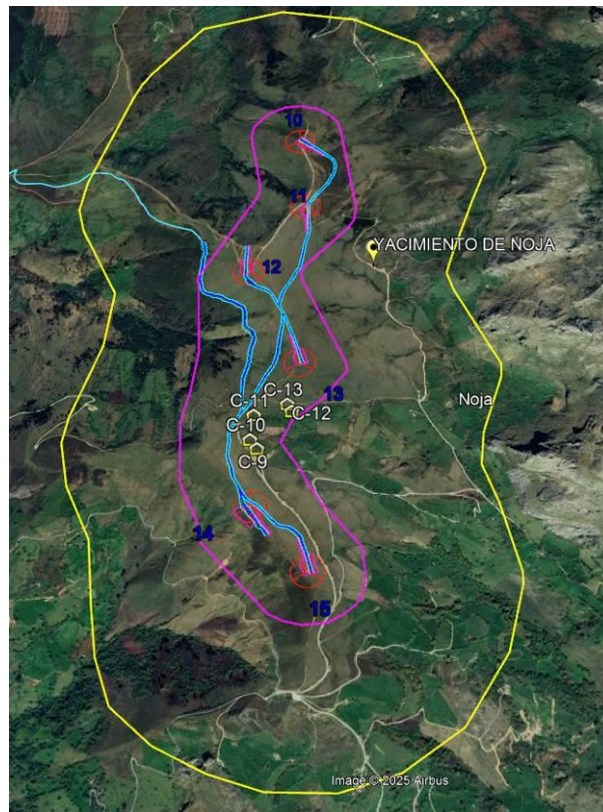 10
11
YACIMIENTO DE NOJA
12
C-13
13
C-11
C-12
Noja
C-10
C-9
14
15
Image © 2025 Airbus